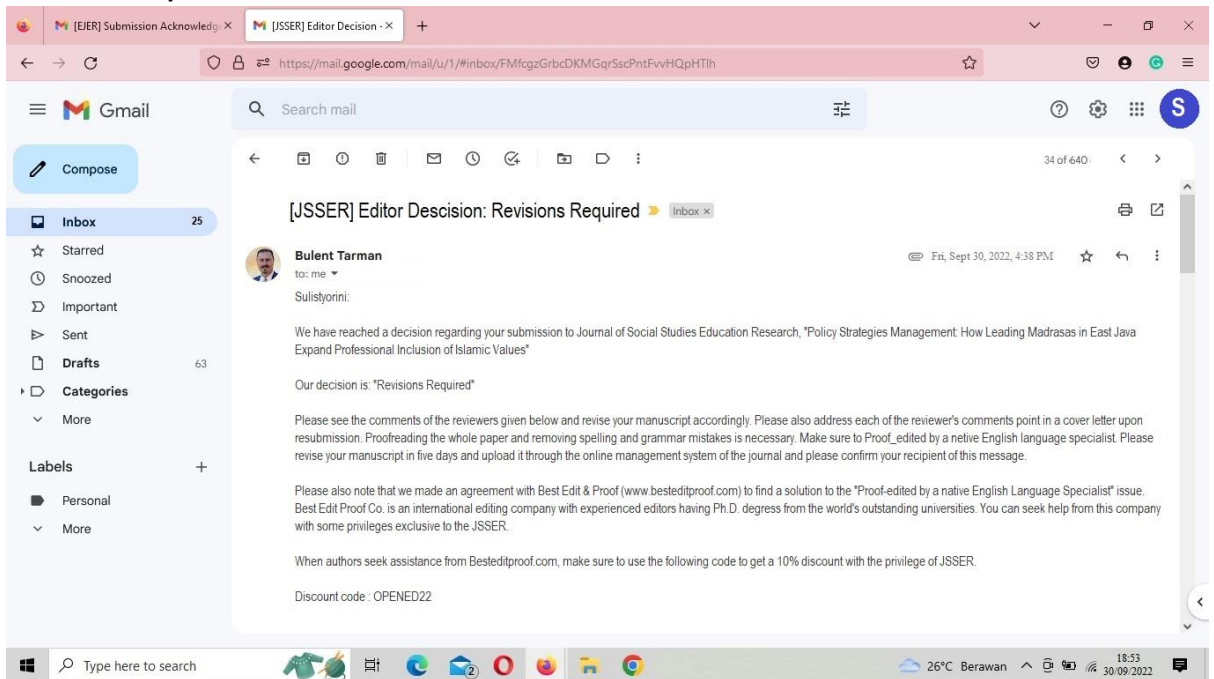 [EJER] Submission Acknowledg
[JSSER] Editor Decision -
https://mail.google.com/mail/u/1/#inbox/FMfcgzGrbcDKMGqrSscPntFvvHQpHTlh
Gmail
Search mail
S
Compose
34 of 640
Inbox 25
Starred
Snoozed
Important
Sent
Drafts 63
Categories
More
Labels
Personal
More
[JSSER] Editor Descision: Revisions Required
Inbox ×
Bulent Tarman
Fri, Sept 30, 2022, 4:38 PM
to: me
Sulistyorini:
We have reached a decision regarding your submission to Journal of Social Studies Education Research, "Policy Strategies Management: How Leading Madrasas in East Java
Expand Professional Inclusion of Islamic Values"
Our decision is: "Revisions Required"
Please see the comments of the reviewers given below and revise your manuscript accordingly. Please also address each of the reviewer's comments point in a cover letter upon
resubmission. Proofreading the whole paper and removing spelling and grammar mistakes is necessary. Make sure to Proof_edited by a netive English language specialist. Please
revise your manuscript in five days and upload it through the online management system of the journal and please confirm your recipient of this message.
Please also note that we made an agreement with Best Edit & Proof (www.besteditproof.com) to find a solution to the "Proof-edited by a native English Language Specialist" issue.
Best Edit Proof Co. is an international editing company with experienced editors having Ph.D. degress from the world's outstanding universities. You can seek help from this company
with some privileges exclusive to the JSSER.
When authors seek assistance from Besteditproof.com, make sure to use the following code to get a 10% discount with the privilege of JSSER.
Discount code : OPENED22
Type here to search
2
26°C Berawan
18:53
30/09/2022